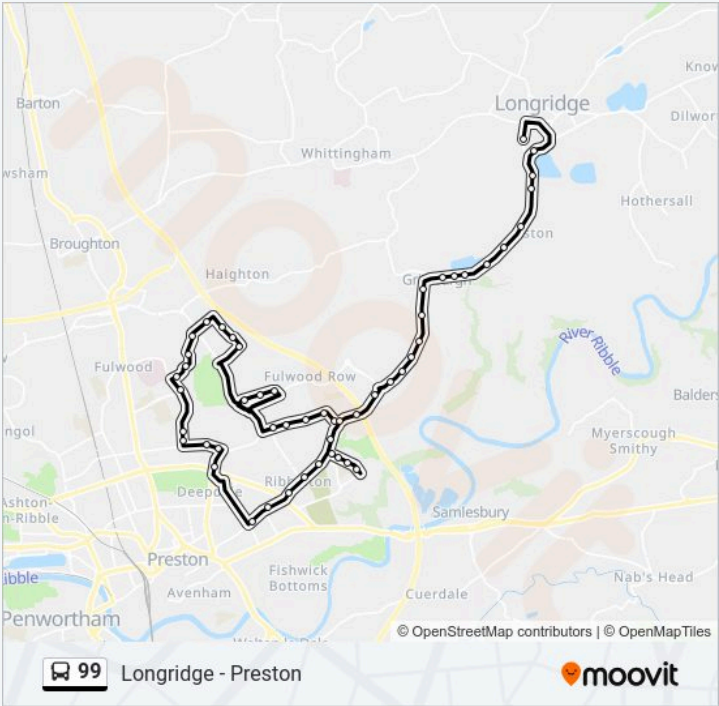 Longridge
Know
Barton
Dilwor
Whittingham
wsham
Hothersall
Broughton
ston
Haighton
Gr
River Ribble
Fulwood
Fulwood Row
Balders
ngol
Myerscough
Smithy
Ribbleton
Deepdale
Ashton-
n-Ribble
Samlesbury
Preston
Fishwick
Bottoms
Nab's Head
ibble
Avenham
Cuerdale
Penwortham
© OpenStreetMap contributors | © OpenMapTiles
99 Longridge - Preston
moovit